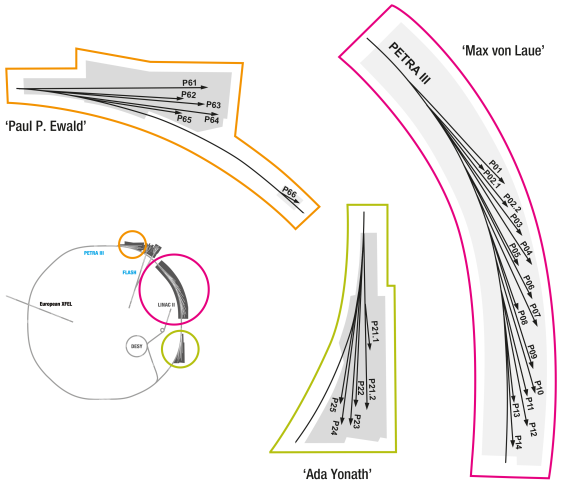 'Paul P. Ewald'
P61
P62
P63
P64
P65
P66
'Max von Laue'
PETRA III
P01
P02.1
P02.2
P03
P04
P05
P06
P07
P08
P09
P10
P11
P12
P13
P14
PETRA III
FLASH
European XFEL
LINAC II
DESY
P21.1
P21.2
P22
P23
P24
P25
'Ada Yonath'